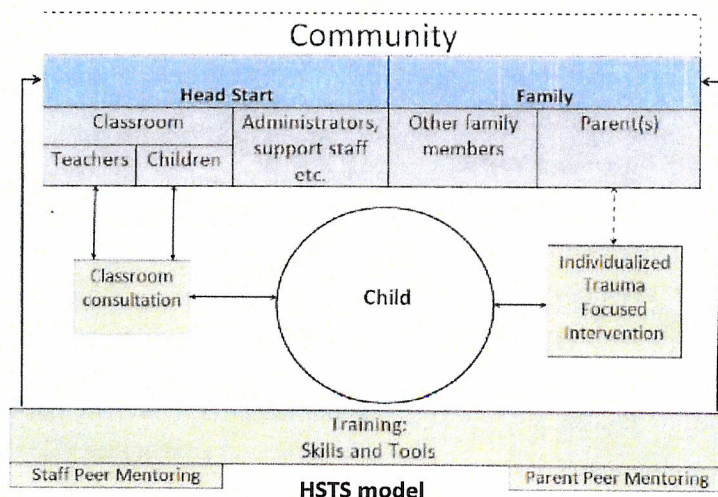 Community
Head Start
Family
Classroom
Teachers
Children
Administrators,
support staff
etc.
Other family
members
Parent(s)
Classroom
consultation
Child
Individualized
Trauma
Focused
Intervention
Training:
Skills and Tools
Staff Peer Mentoring
Parent Peer Mentoring
HSTS model